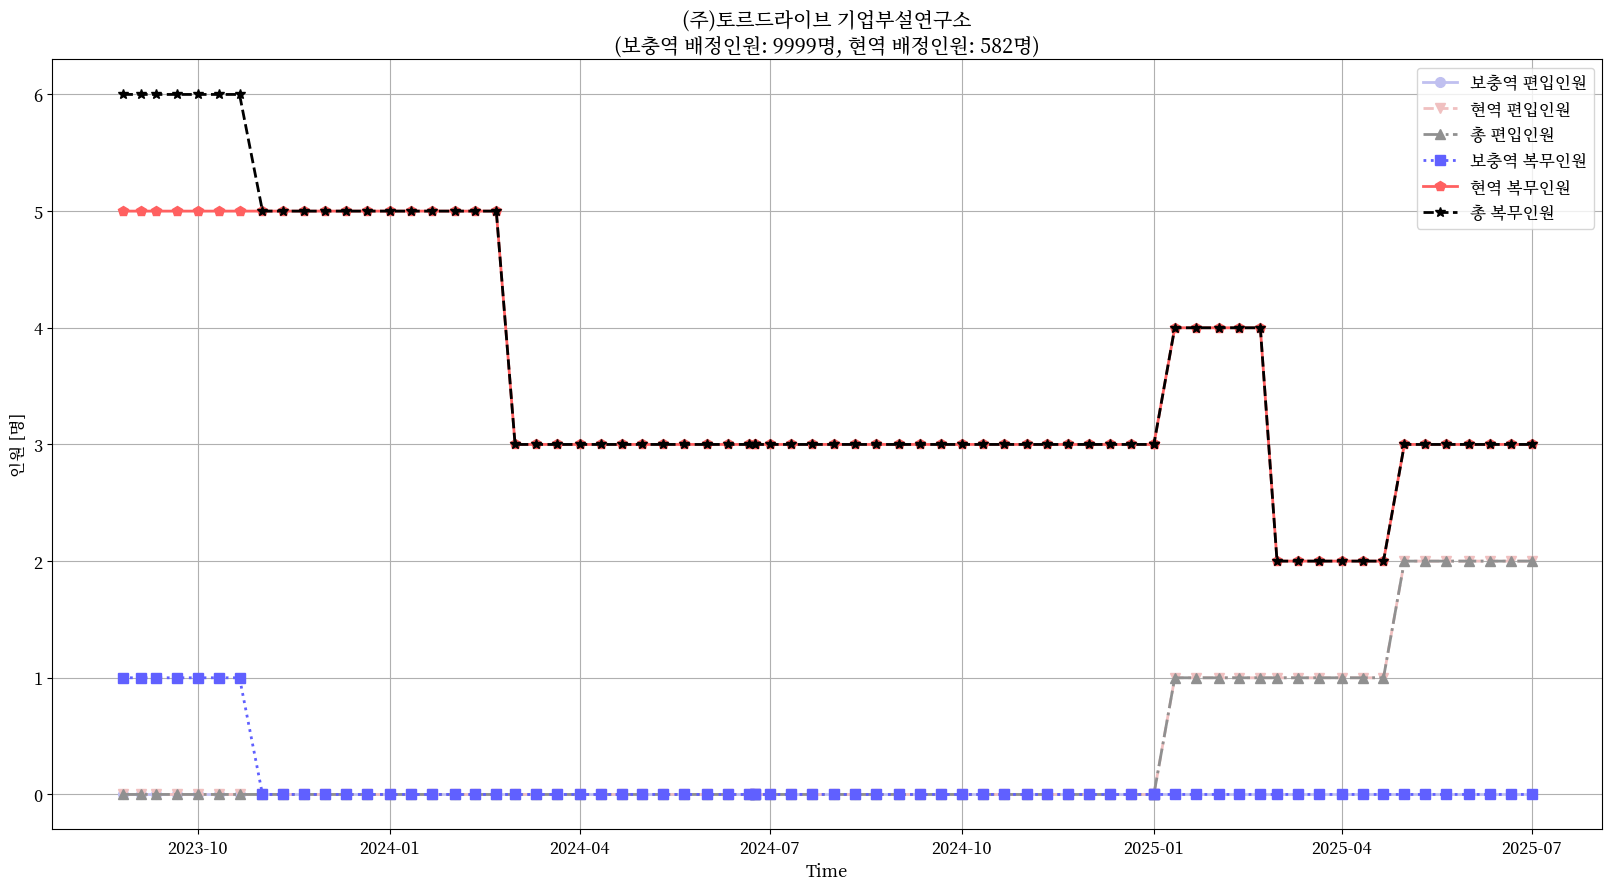 (주)토르드라이브 기업부설연구소
(보충역 배정인원: 9999명, 현역 배정인원: 582명)
보충역 편입인원
현역 편입인원
총 편입인원
보충역 복무인원
현역 복무인원
총 복무인원
인원 [명]
6
5
4
3
2
1
0
2023-10
2024-01
2024-04
2024-07
2024-10
2025-01
2025-04
2025-07
Time